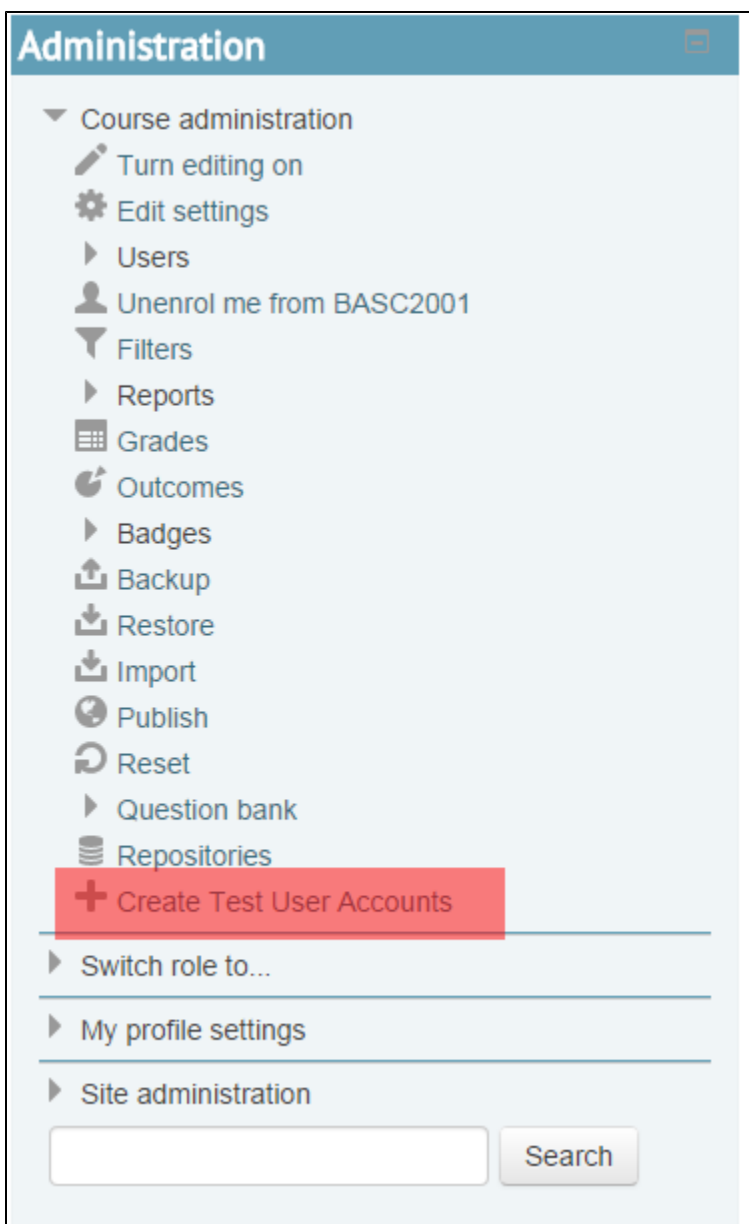 Administration
Course administration
Turn editing on
Edit settings
Users
Unenrol me from BASC2001
Filters
Reports
Grades
Outcomes
Badges
Backup
Restore
Import
Publish
Reset
Question bank
Repositories
Create Test User Accounts
Switch role to...
My profile settings
Site administration
Search